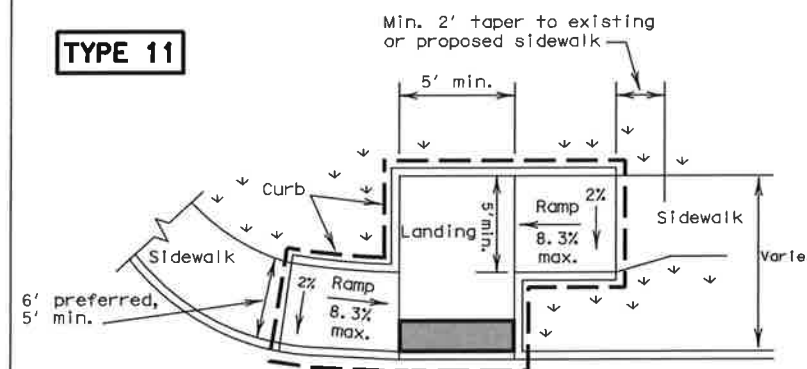 TYPE 11
Min. 2' taper to existing
or proposed sidewalk
5' min.
Curb
Sidewalk
Landing
5' min.
Ramp
8.3%
max.
2%
Sidewalk
Varie
6' preferred,
5' min.
2%
Ramp
8.3%
max.